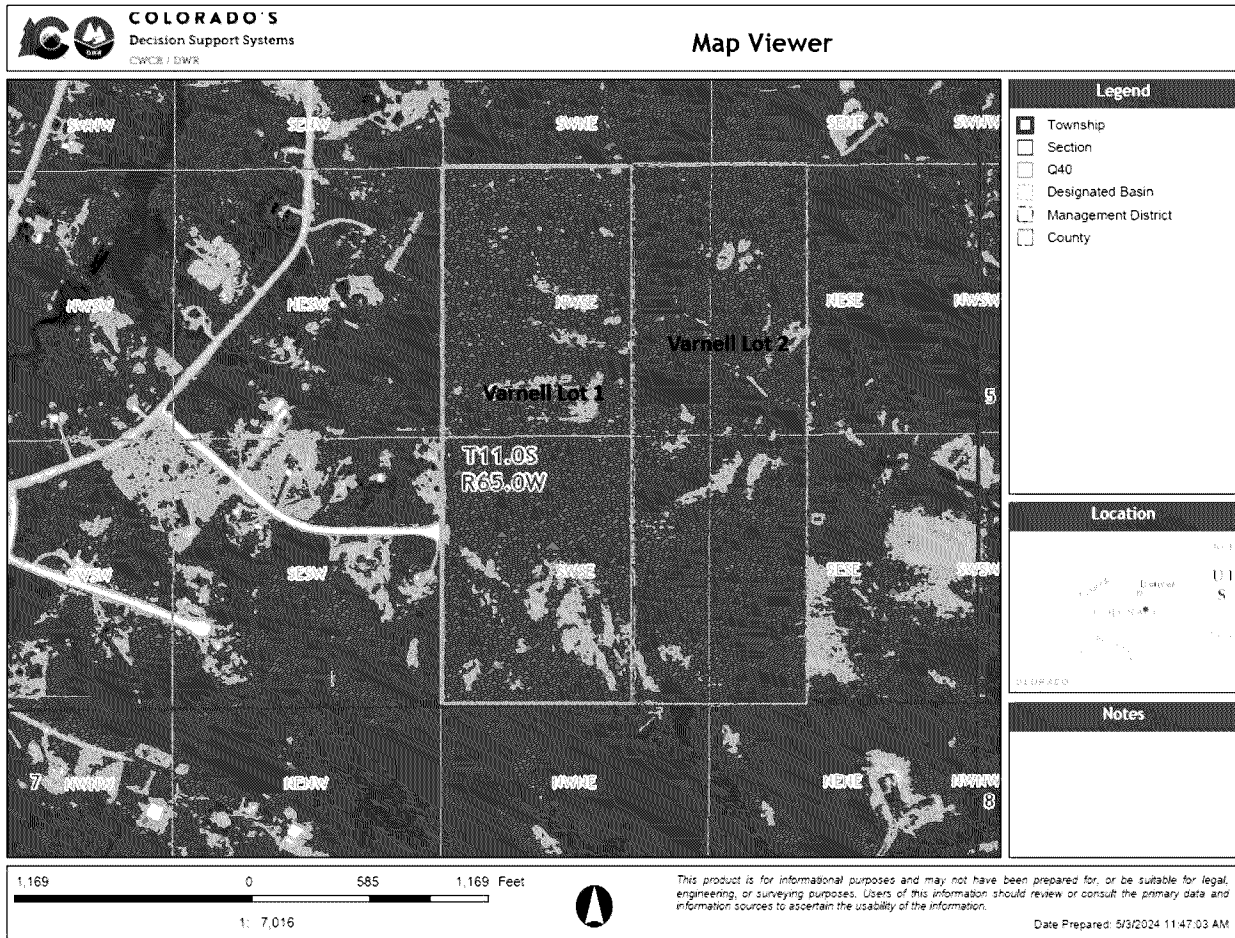 COLORADO'S
Decision Support Systems
CWCB / DWR
DWR
Map Viewer
SWNW
SENW
SWNE
SENE
SWNW
NWSW
NESW
NWSE
NESE
NWSW
Varnell Lot 2
Varnell Lot 1
5
T11.0S
R65.0W
SWSW
SESW
SWSE
SESE
SWSW
7
NWNW
NENW
NWNE
NENE
NWNW
8
Legend
Township
Section
Q40
Designated Basin
Management District
County
Location
Denver
COLORADO
Notes
1,169
0
585
1,169 Feet
1: 7,016
This product is for informational purposes and may not have been prepared for, or be suitable for legal,
engineering, or surveying purposes. Users of this information should review or consult the primary data and
information sources to ascertain the usability of the information.
Date Prepared: 5/3/2024 11:47:03 AM